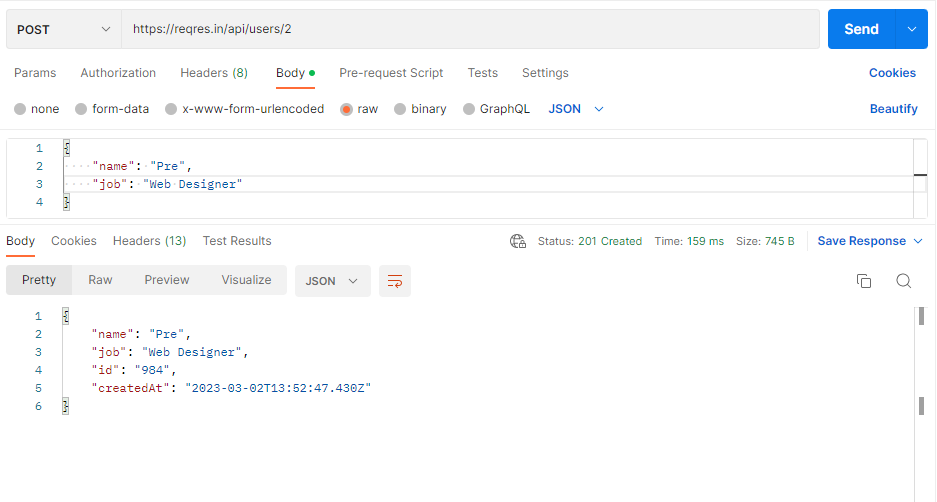 POST https://reqres.in/api/users/2 Send
Params Authorization Headers (8) Body Pre-request Script Tests Settings Cookies
none form-data x-www-form-urlencoded raw binary GraphQL JSON Beautify
1 {
2 "name": "Pre",
3 "job": "Web Designer"
4 }
Body Cookies Headers (13) Test Results Status: 201 Created Time: 159 ms Size: 745 B Save Response
Pretty Raw Preview Visualize JSON
1 {
2 "name": "Pre",
3 "job": "Web Designer",
4 "id": "984",
5 "createdAt": "2023-03-02T13:52:47.430Z"
6 }